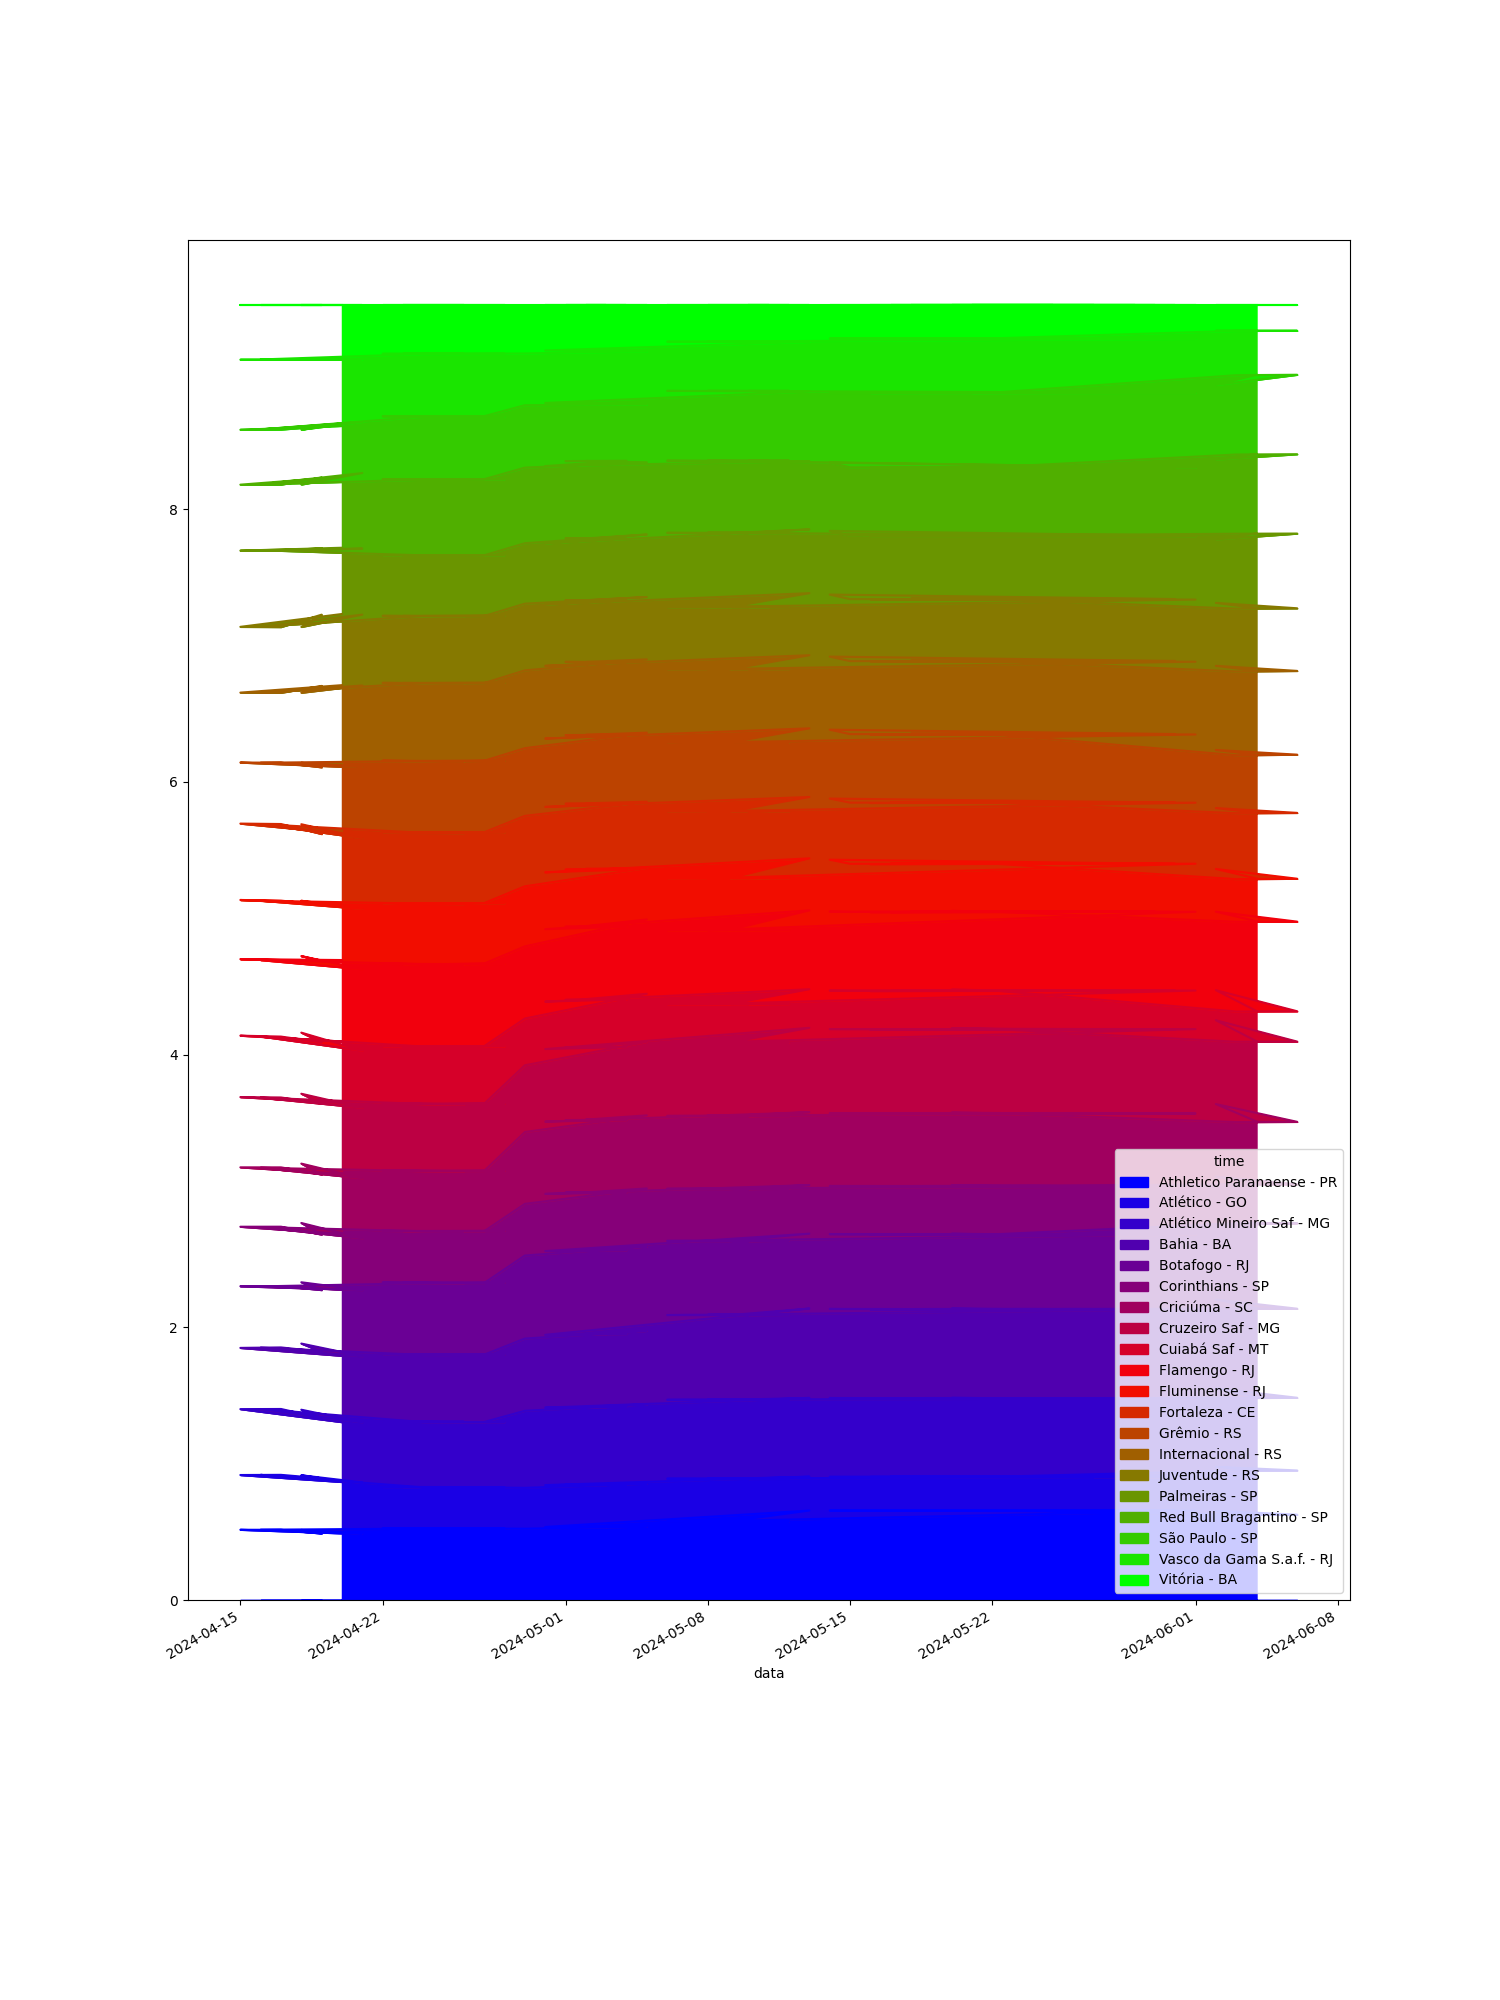 8
6
4
2
0
time
Athletico Paranaense - PR
Atlético - GO
Atlético Mineiro Saf - MG
Bahia - BA
Botafogo - RJ
Corinthians - SP
Criciúma - SC
Cruzeiro Saf - MG
Cuiabá Saf - MT
Flamengo - RJ
Fluminense - RJ
Fortaleza - CE
Grêmio - RS
Internacional - RS
Juventude - RS
Palmeiras - SP
Red Bull Bragantino - SP
São Paulo - SP
Vasco da Gama S.a.f. - RJ
Vitória - BA
2024-04-15
2024-04-22
2024-05-01
2024-05-08
2024-05-15
2024-05-22
2024-06-01
2024-06-08
data